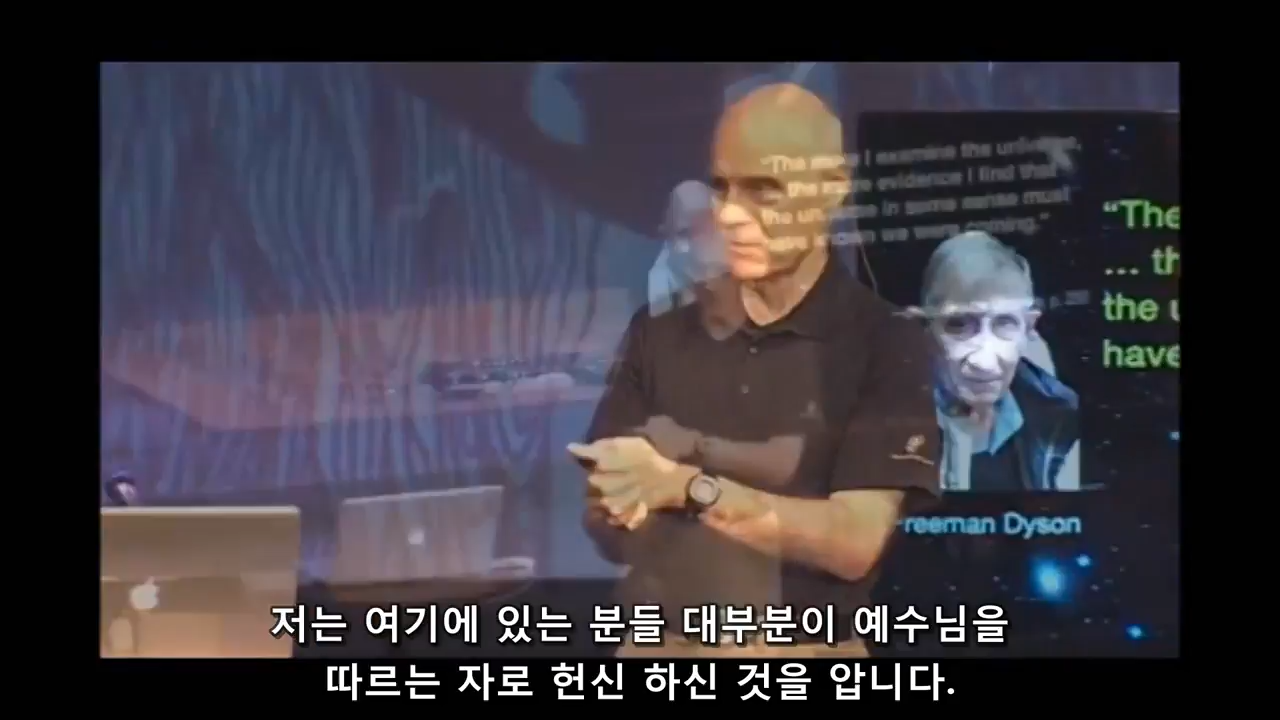 "The more I examine the universe,
... the more evidence I find that
the universe in some sense must
have known we were coming."
"The
... th
the u
have
reeman Dyson
저는 여기에 있는 분들 대부분이 예수님을
따르는 자로 헌신 하신 것을 압니다.